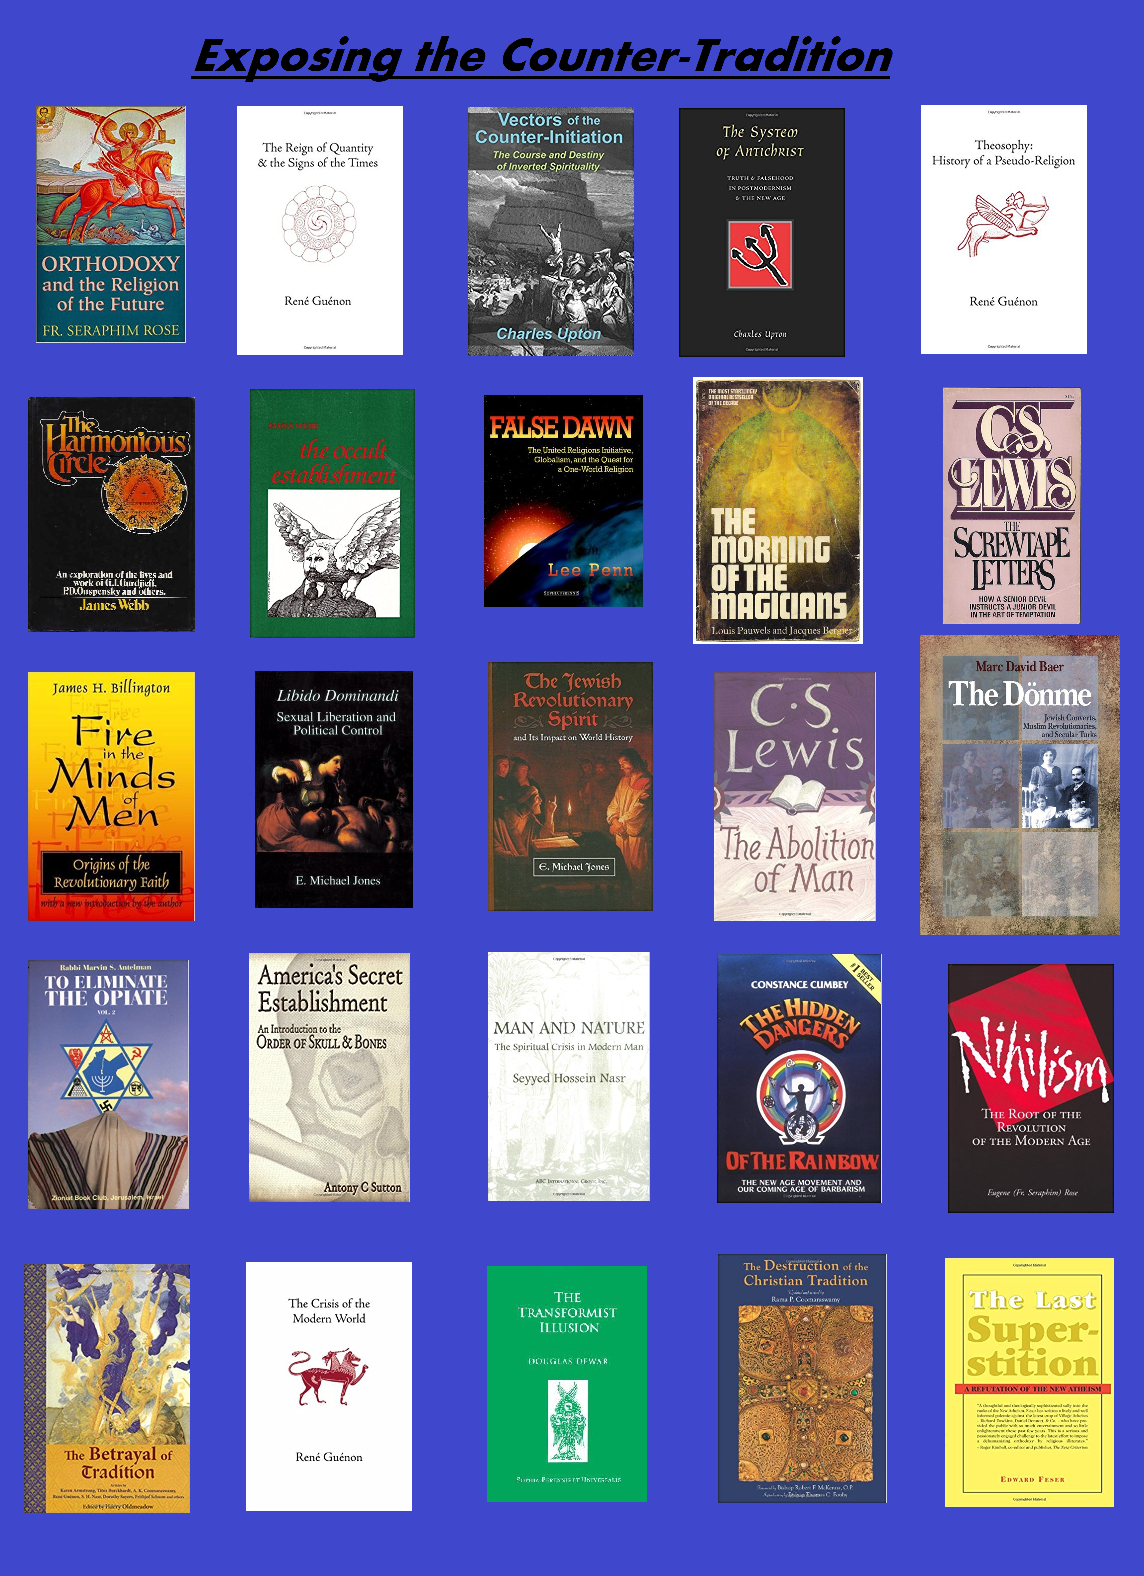 Exposing the Counter-Tradition
ORTHODOXY
and the Religion
of the Future
FR. SERAPHIM ROSE
The Reign of Quantity
& the Signs of the Times
René Guénon
Vectors of the
Counter-Initiation
The Course and Destiny
of Inverted Spirituality
Charles Upton
The System
of Antichrist
TRUTH & FALSEHOOD
IN POSTMODERNISM
& THE NEW AGE
Charles Upton
Theosophy:
History of a Pseudo-Religion
René Guénon
The
Harmonious
Circle
An exploration of the lives and
work of G.I.Gurdjieff,
P.D.Ouspensky and others.
James Webb
the occult
establishment
FALSE DAWN
The United Religions Initiative,
Globalism, and the Quest for
a One-World Religion
Lee Penn
SOPHIA PERENNIS
THE MOST STARTLINGLY
ORIGINAL BESTSELLER
OF THE DECADE
THE
MORNING
OF THE
MAGICIANS
Louis Pauwels and Jacques Bergier
C.S.
LEWIS
THE
SCREWTAPE
LETTERS
HOW A SENIOR DEVIL
INSTRUCTS A JUNIOR DEVIL
IN THE ART OF TEMPTATION
James H. Billington
Fire
in the
Minds
of
Men
Origins of the
Revolutionary Faith
with a new introduction by the author
Libido Dominandi
Sexual Liberation and
Political Control
E. Michael Jones
The Jewish
Revolutionary
Spirit
and Its Impact on World History
E. Michael Jones
C·S
Lewis
The Abolition
of Man
Marc David Baer
The Dönme
Jewish Converts,
Muslim Revolutionaries,
and Secular Turks
Rabbi Marvin S. Antelman
TO ELIMINATE
THE OPIATE
VOL. 2
Zionist Book Club, Jerusalem, Israel
America's Secret
Establishment
An Introduction to the
ORDER OF SKULL & BONES
Antony C Sutton
MAN AND NATURE
The Spiritual Crisis in Modern Man
Seyyed Hossein Nasr
ABC INTERNATIONAL GROUP, INC.
#1 BEST
SELLER
CONSTANCE CUMBEY
THE HIDDEN
DANGERS
OF THE RAINBOW
THE NEW AGE MOVEMENT AND
OUR COMING AGE OF BARBARISM
Nihilism
THE ROOT OF THE
REVOLUTION
OF THE MODERN AGE
Eugene (Fr. Seraphim) Rose
The Betrayal of
Tradition
Edited by Harry Oldmeadow
The Crisis of the
Modern World
René Guénon
THE
TRANSFORMIST
ILLUSION
DOUGLAS DEWAR
The Destruction of the
Christian Tradition
Rama P. Coomaraswamy
The Last
Super-
stition
A REFUTATION OF THE NEW ATHEISM
EDWARD FESER